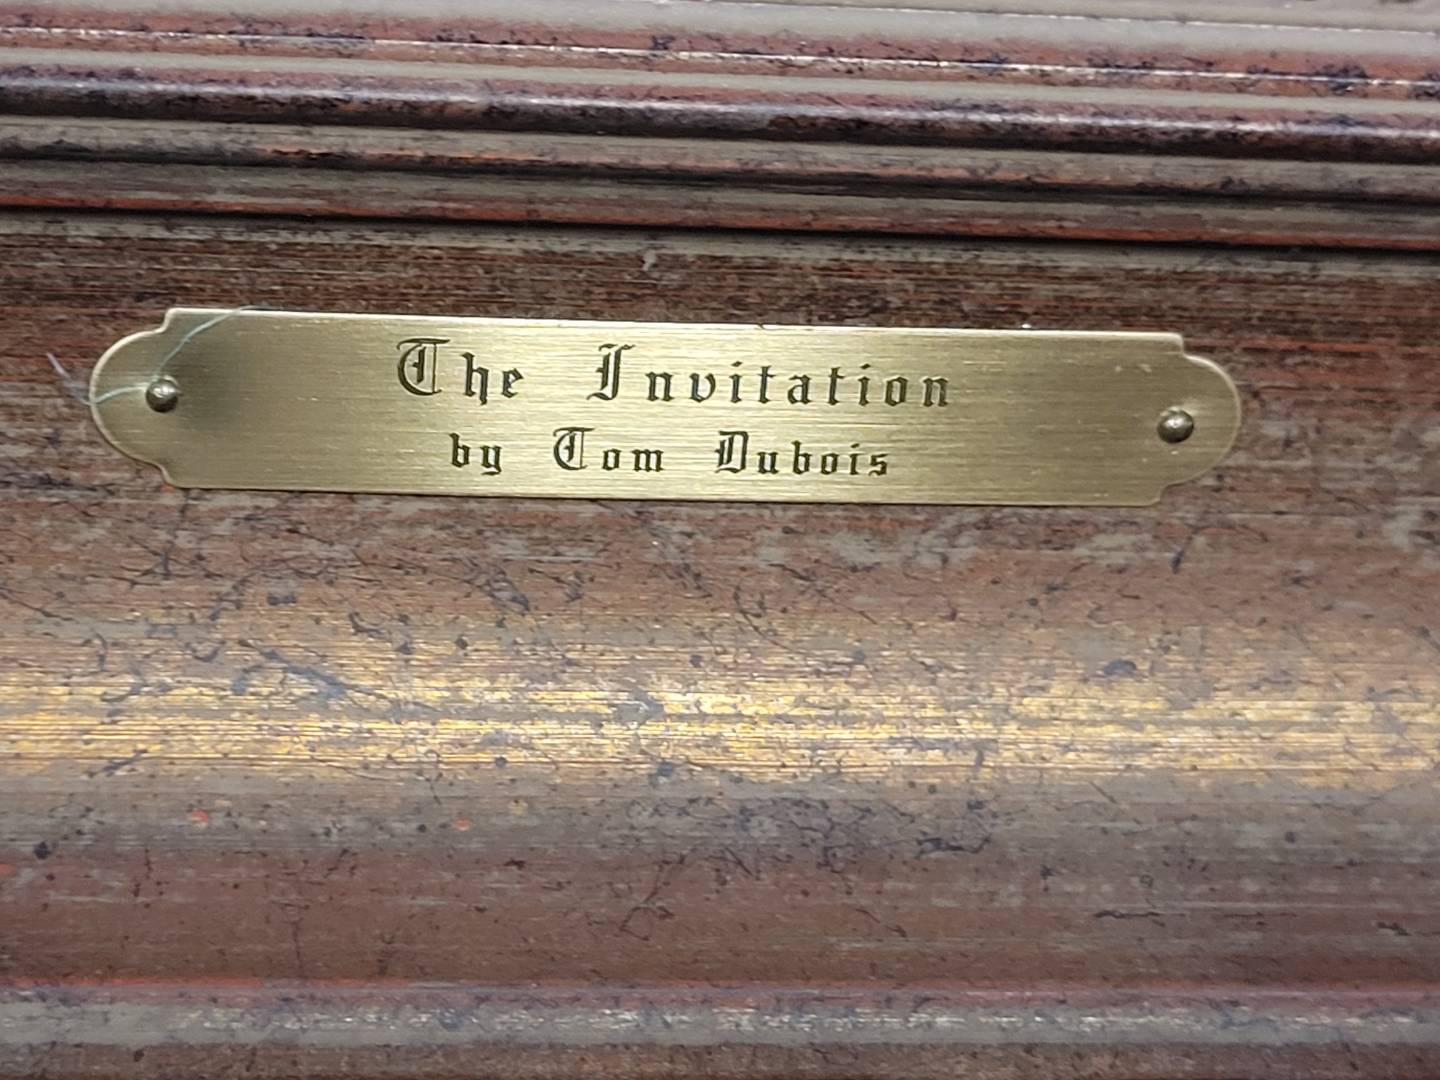 The Invitation
by Tom Dubois